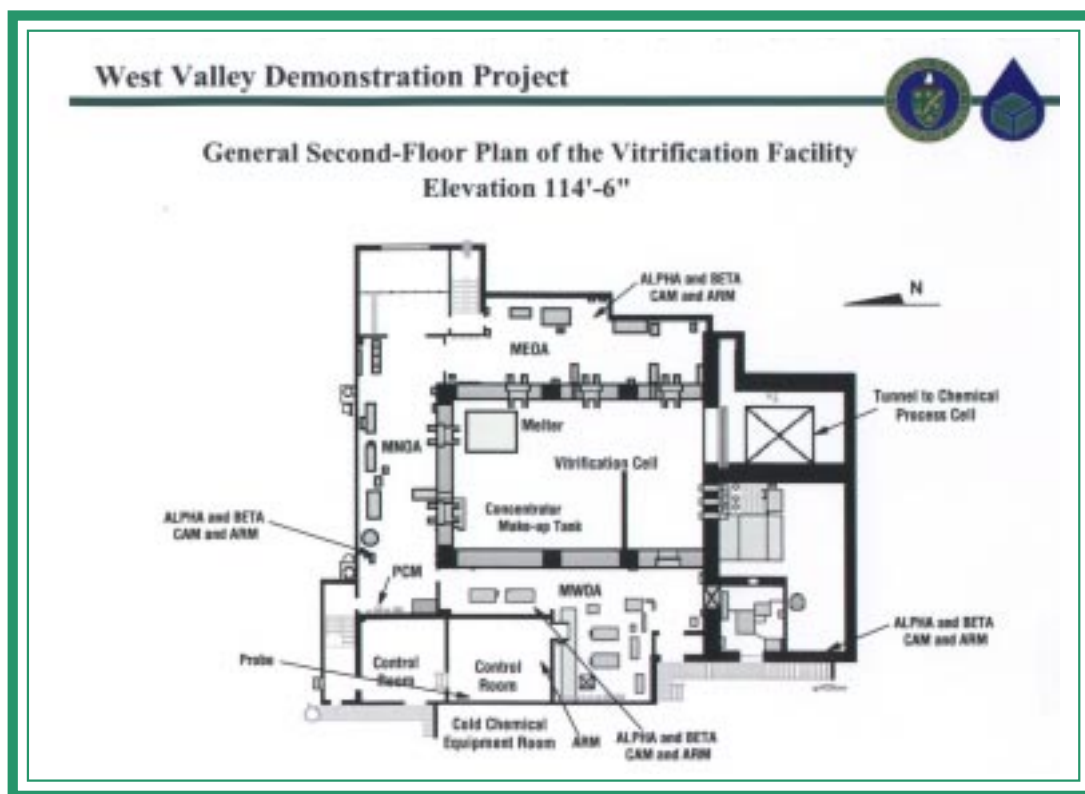 West Valley Demonstration Project
General Second-Floor Plan of the Vitrification Facility
Elevation 114'-6"
ALPHA and BETA
CAM and ARM
N
MEOA
Tunnel to Chemical
Process Cell
Melter
MNOA
Vitrification Cell
Concentrator
Make-up Tank
ALPHA and BETA
CAM and ARM
PCM
MWOA
ALPHA and BETA
CAM and ARM
Probe
Control
Room
Control
Room
Cold Chemical
Equipment Room
ARM
ALPHA and BETA
CAM and ARM